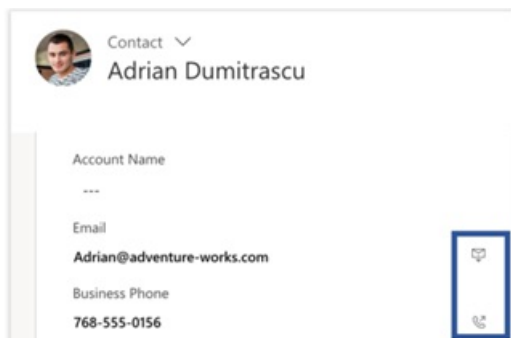 Contact
Adrian Dumitrascu
Account Name
---
Email
Adrian@adventure-works.com
Business Phone
768-555-0156